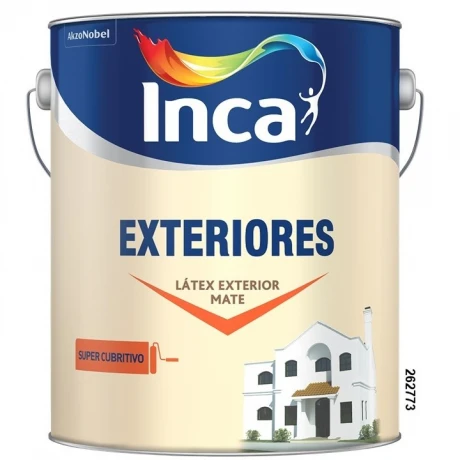 AkzoNobel
Inca
EXTERIORES
LÁTEX EXTERIOR
MATE
SUPER CUBRITIVO
262773